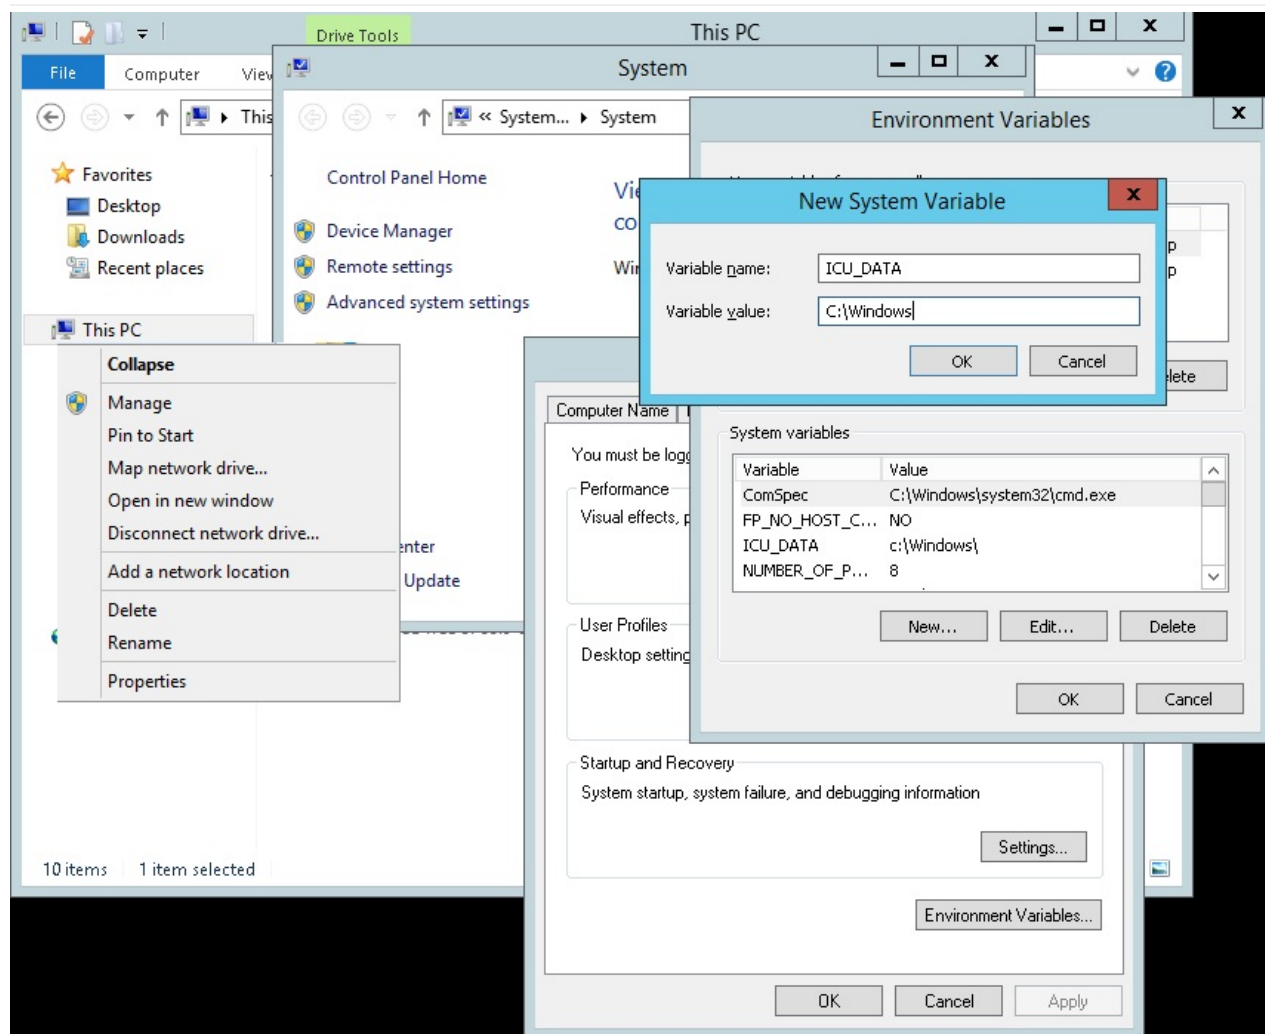 Drive Tools
This PC
File
Computer
View
This
System
« System... ▸ System
Environment Variables
Favorites
Desktop
Downloads
Recent places
This PC
Control Panel Home
Device Manager
Remote settings
Advanced system settings
New System Variable
Variable name:
ICU_DATA
Variable value:
C:\Windows
OK
Cancel
Collapse
Manage
Pin to Start
Map network drive...
Open in new window
Disconnect network drive...
Add a network location
Delete
Rename
Properties
Update
Computer Name
You must be logg
Performance
Visual effects, p
User Profiles
Desktop setting
Startup and Recovery
System startup, system failure, and debugging information
Settings...
Environment Variables...
OK
Cancel
Apply
System variables
Variable Value
ComSpec C:\Windows\system32\cmd.exe
FP_NO_HOST_C... NO
ICU_DATA c:\Windows\
NUMBER_OF_P... 8
New...
Edit...
Delete
OK
Cancel
10 items
1 item selected